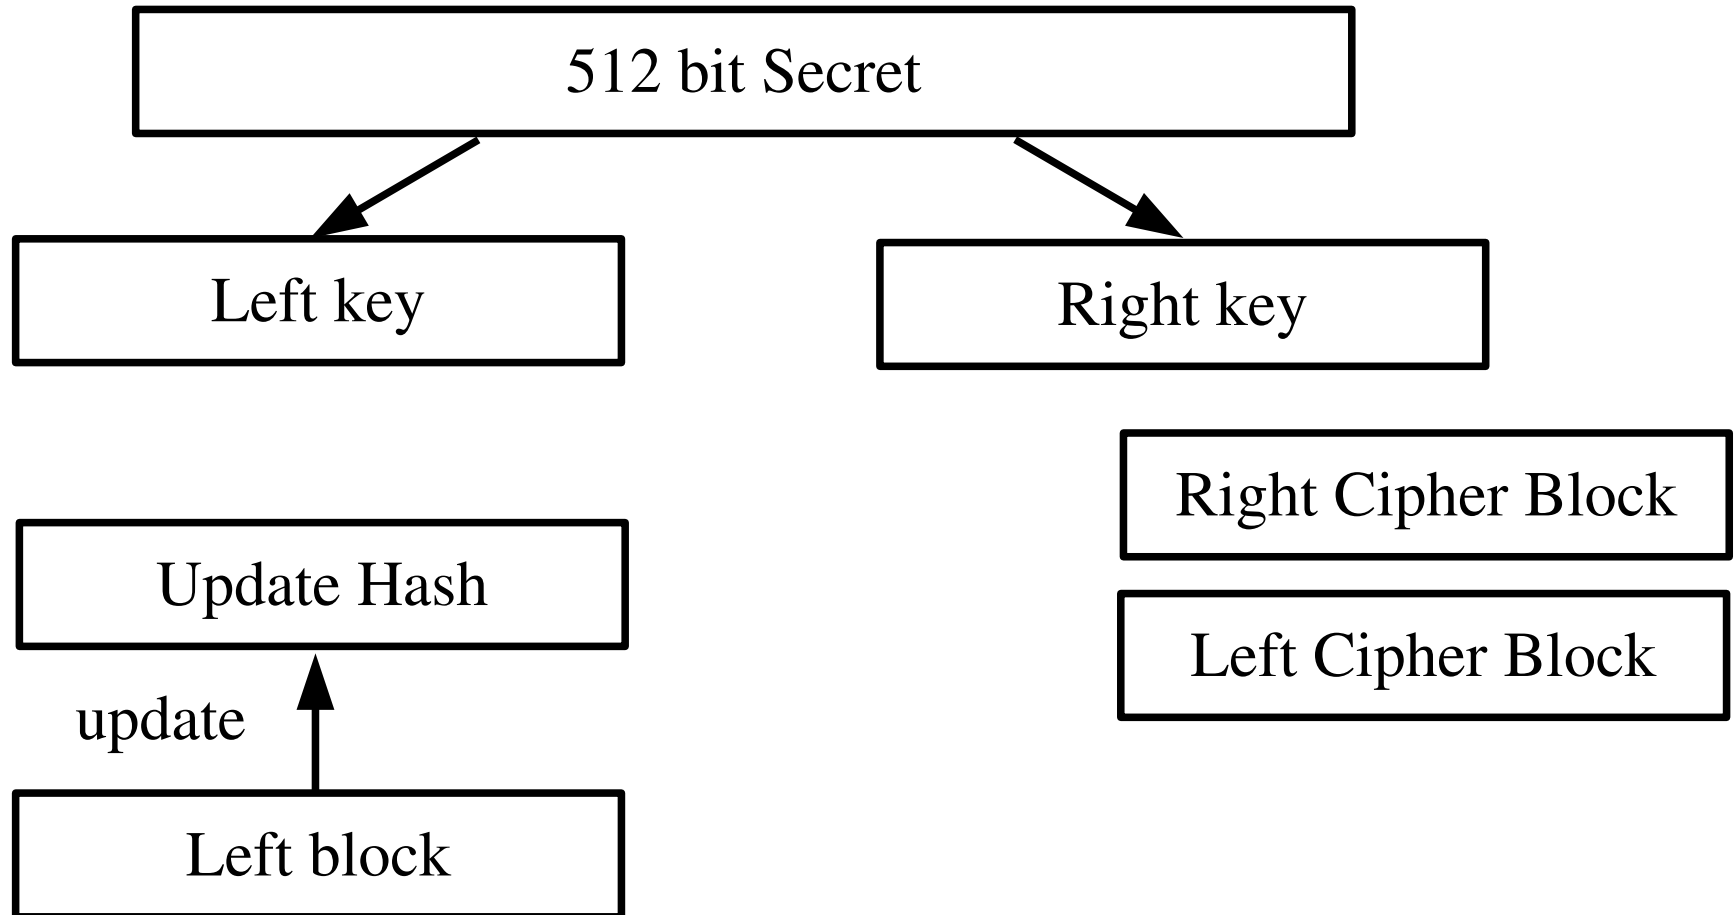 512 bit Secret
Left key
Right key
Right Cipher Block
Update Hash
Left Cipher Block
update
Left block